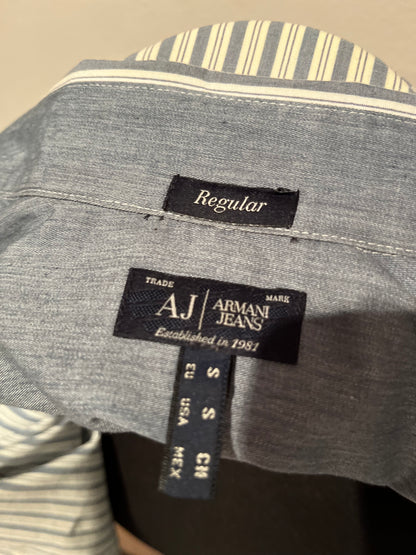 Regular
TRADE MARK
AJ | ARMANI
JEANS
Established in 1981
EU S
USA S
MEX CH